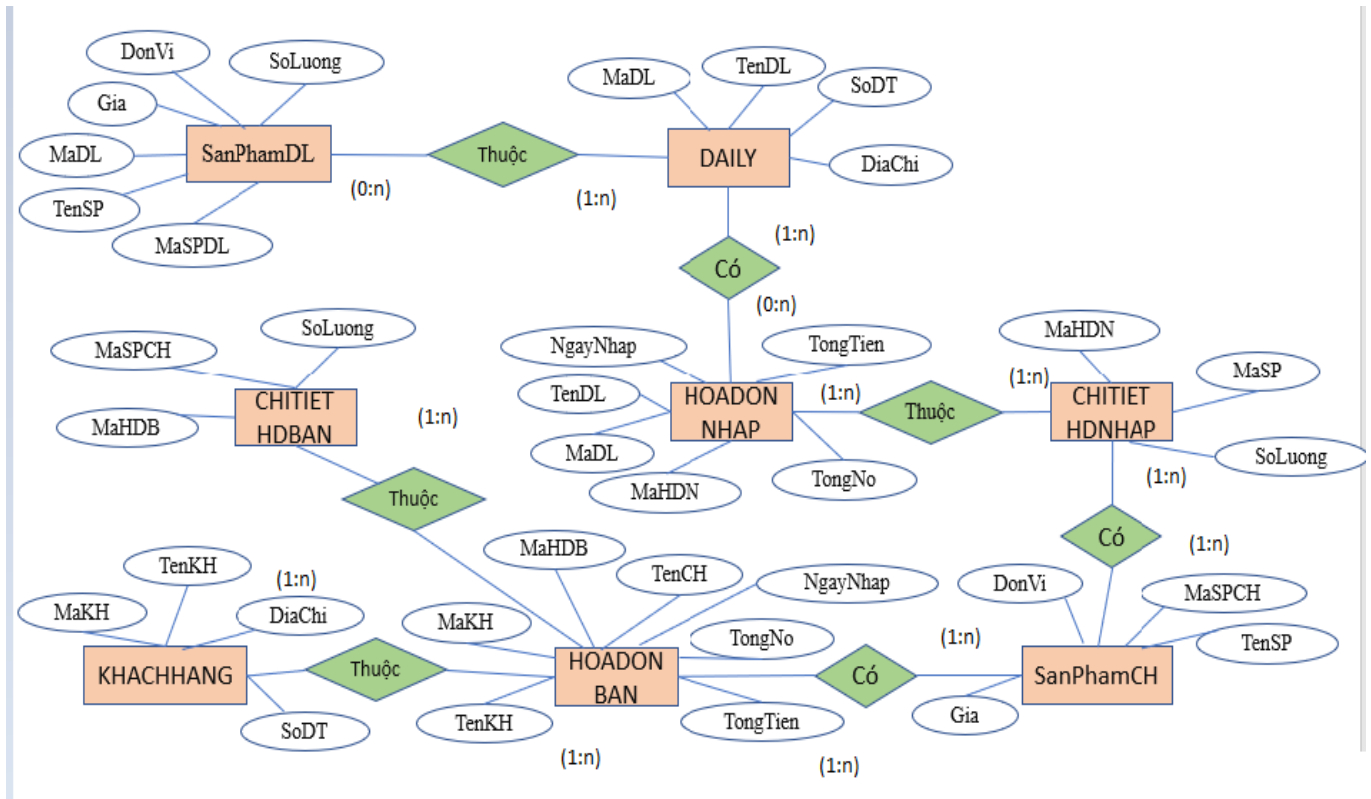 DonVi
SoLuong
Gia
MaDL
TenSP
MaSPDL
SanPhamDL
(0:n)
Thuộc
(1:n)
MaDL
TenDL
SoDT
DiaChi
DAILY
(1:n)
Có
(0:n)
SoLuong
MaSPCH
MaHDB
CHITIET
HDBAN
(1:n)
NgayNhap
TongTien
TenDL
MaDL
MaHDN
TongNo
HOADON
NHAP
(1:n)
Thuộc
(1:n)
MaHDN
MaSP
SoLuong
CHITIET
HDNHAP
(1:n)
Thuộc
Có
(1:n)
TenKH
(1:n)
MaKH
DiaChi
KHACHHANG
SoDT
Thuộc
MaHDB
TenCH
NgayNhap
MaKH
TongNo
HOADON
BAN
TenKH
TongTien
(1:n)
(1:n)
Có
(1:n)
DonVi
MaSPCH
TenSP
SanPhamCH
Gia